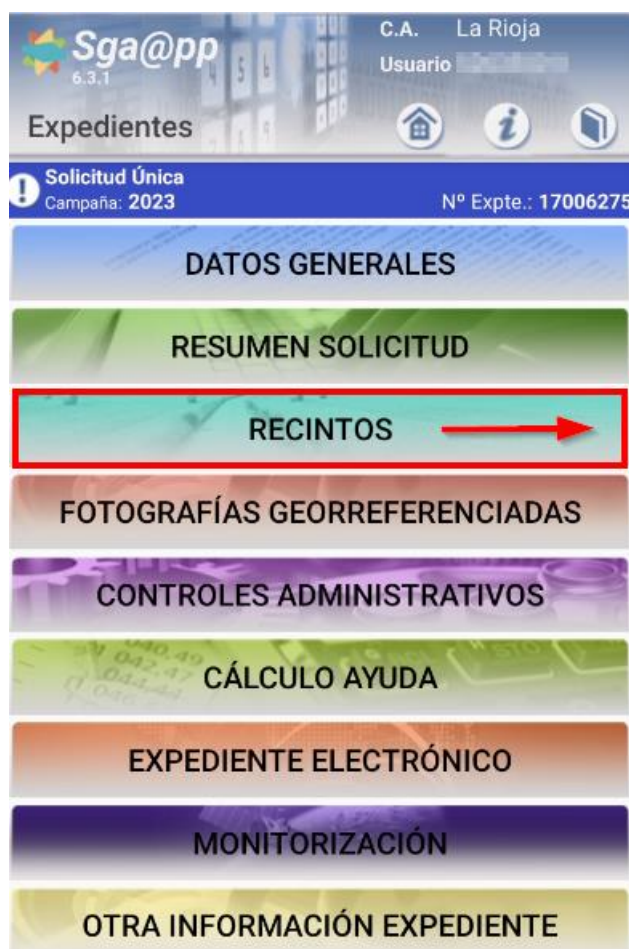 C.A. La Rioja
Sga@pp
Usuario
6.3.1
Expedientes
Solicitud Única
Campaña: 2023 Nº Expte.: 17006275
DATOS GENERALES
RESUMEN SOLICITUD
RECINTOS
FOTOGRAFÍAS GEORREFERENCIADAS
CONTROLES ADMINISTRATIVOS
CÁLCULO AYUDA
EXPEDIENTE ELECTRÓNICO
MONITORIZACIÓN
OTRA INFORMACIÓN EXPEDIENTE